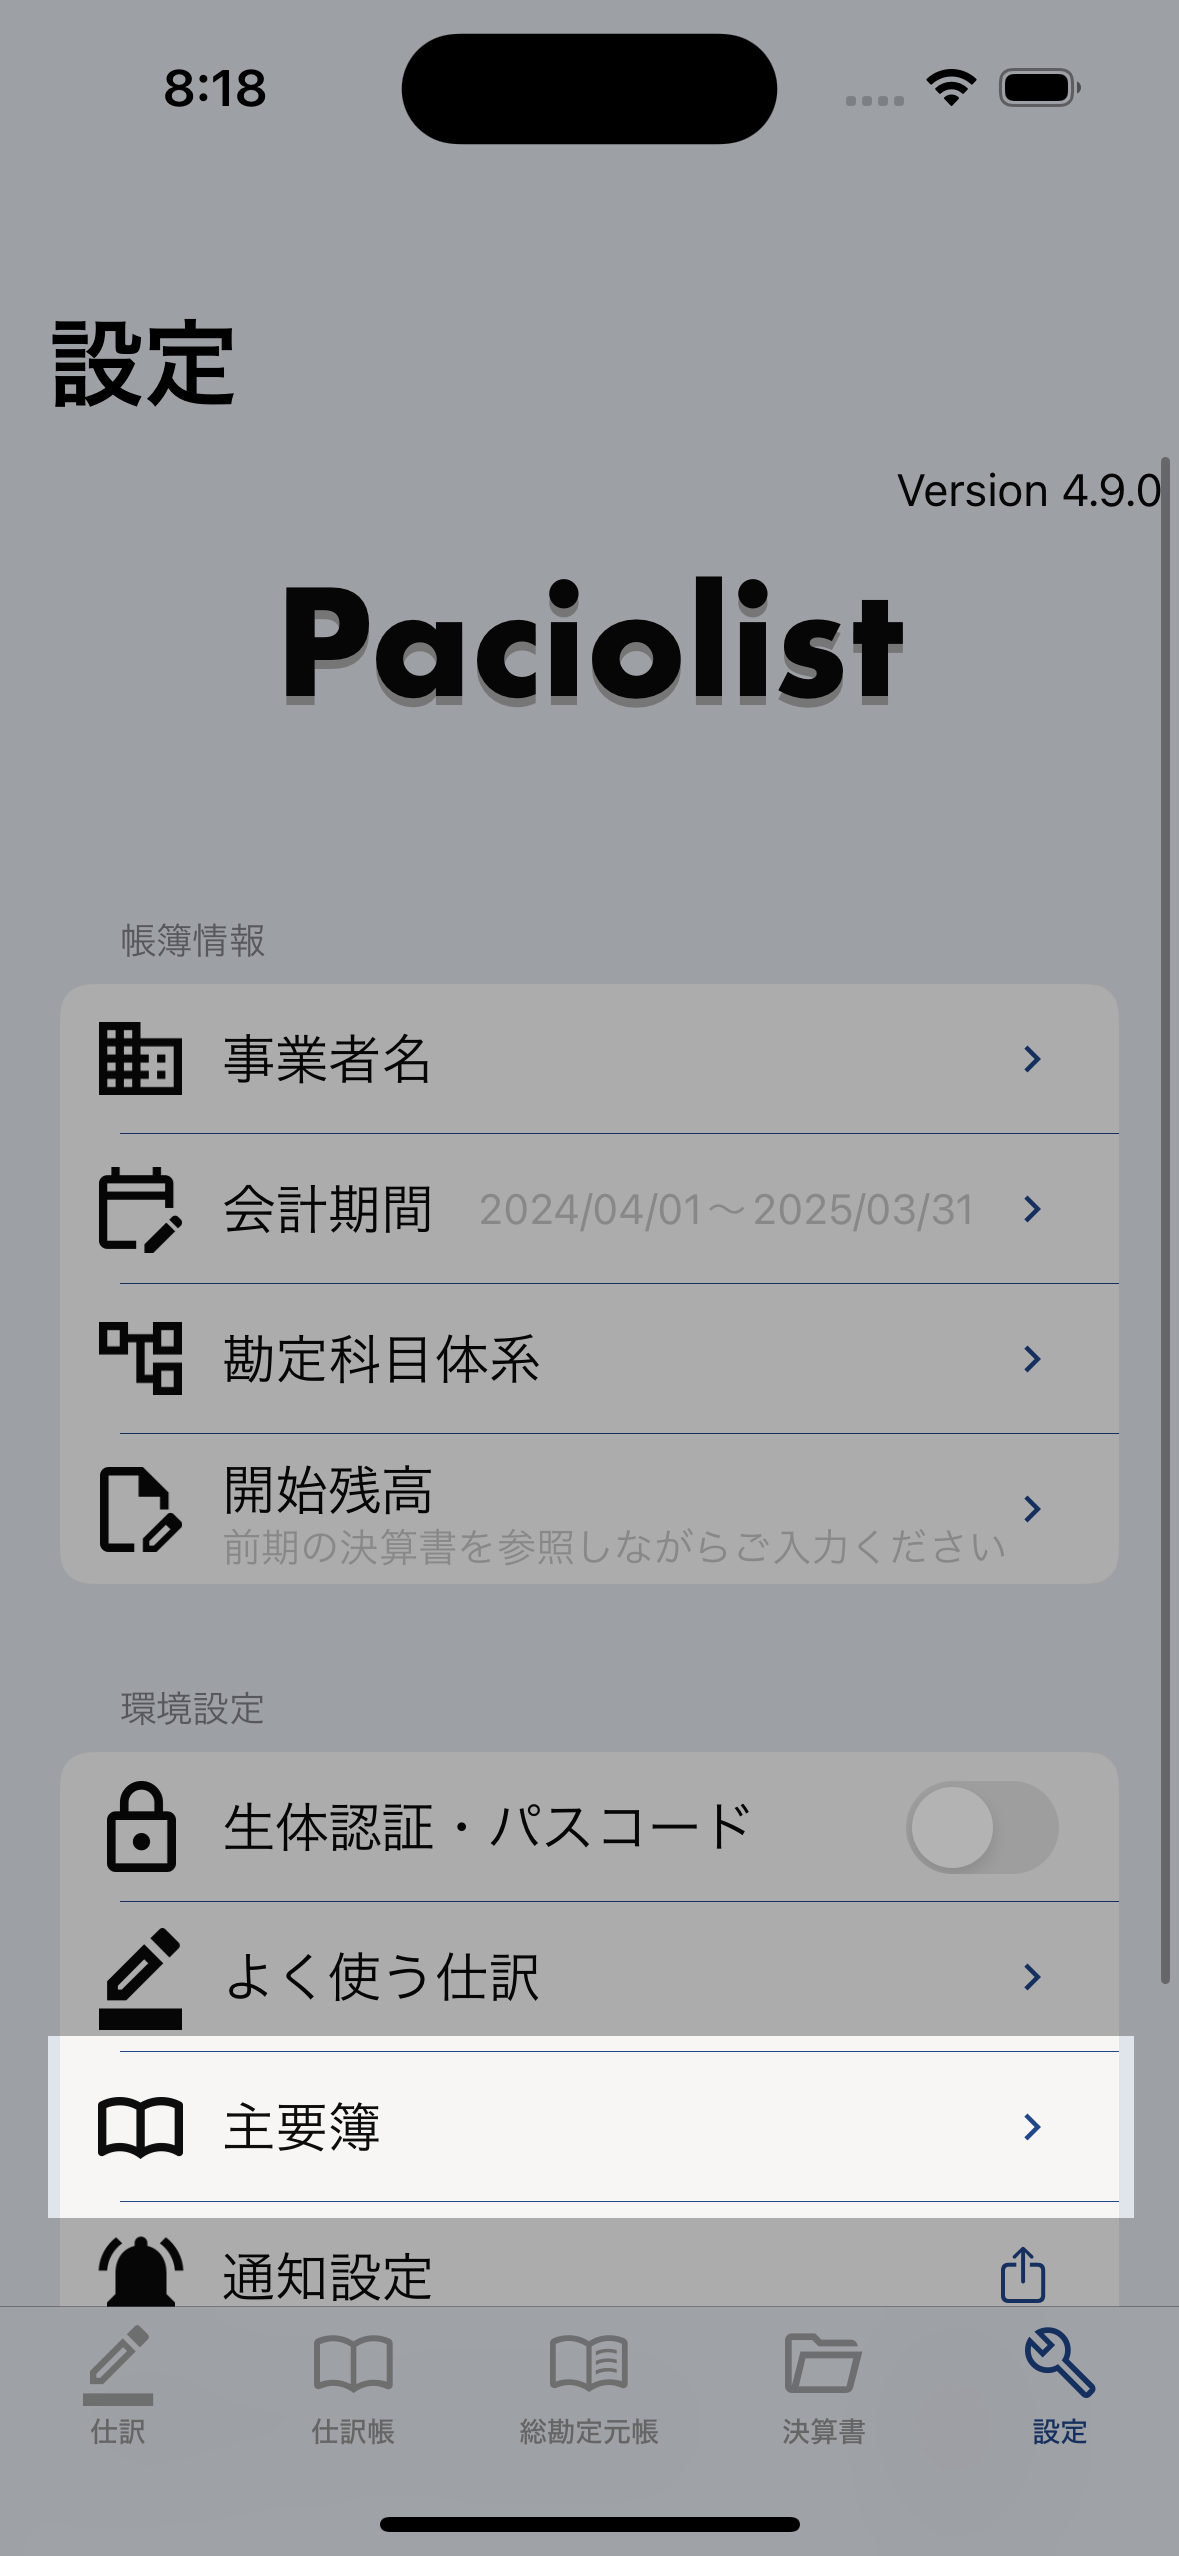 8:18
設定
Version 4.9.0
Paciolist
帳簿情報
事業者名
会計期間 2024/04/01〜2025/03/31
勘定科目体系
開始残高
前期の決算書を参照しながらご入力ください
環境設定
生体認証・パスコード
よく使う仕訳
主要簿
通知設定
仕訳 仕訳帳 総勘定元帳 決算書 設定